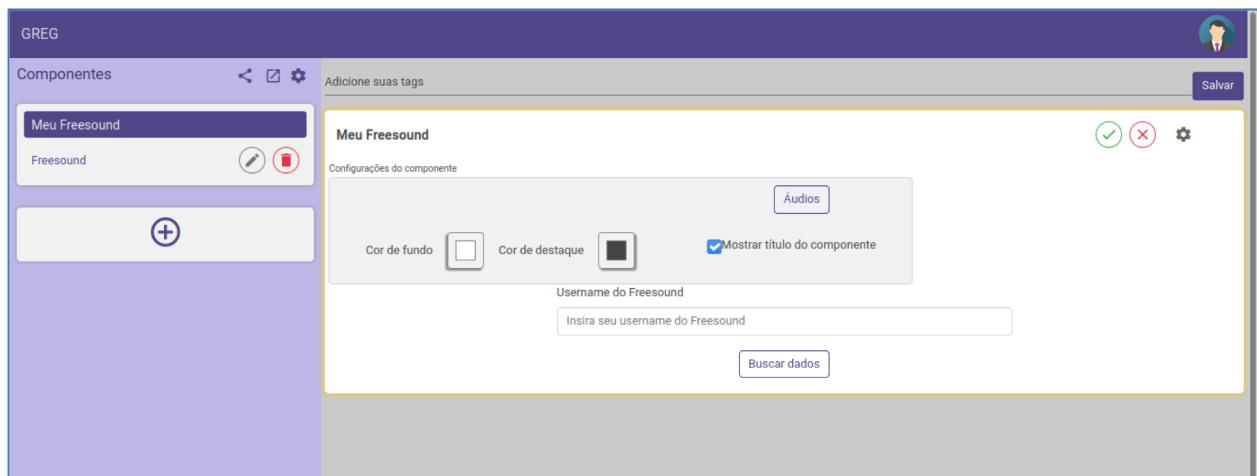 GREG
Componentes
Adicione suas tags
Salvar
Meu Freesound
Freesound
Meu Freesound
Configurações do componente
Áudios
Cor de fundo
Cor de destaque
Mostrar título do componente
Username do Freesound
Insira seu username do Freesound
Buscar dados